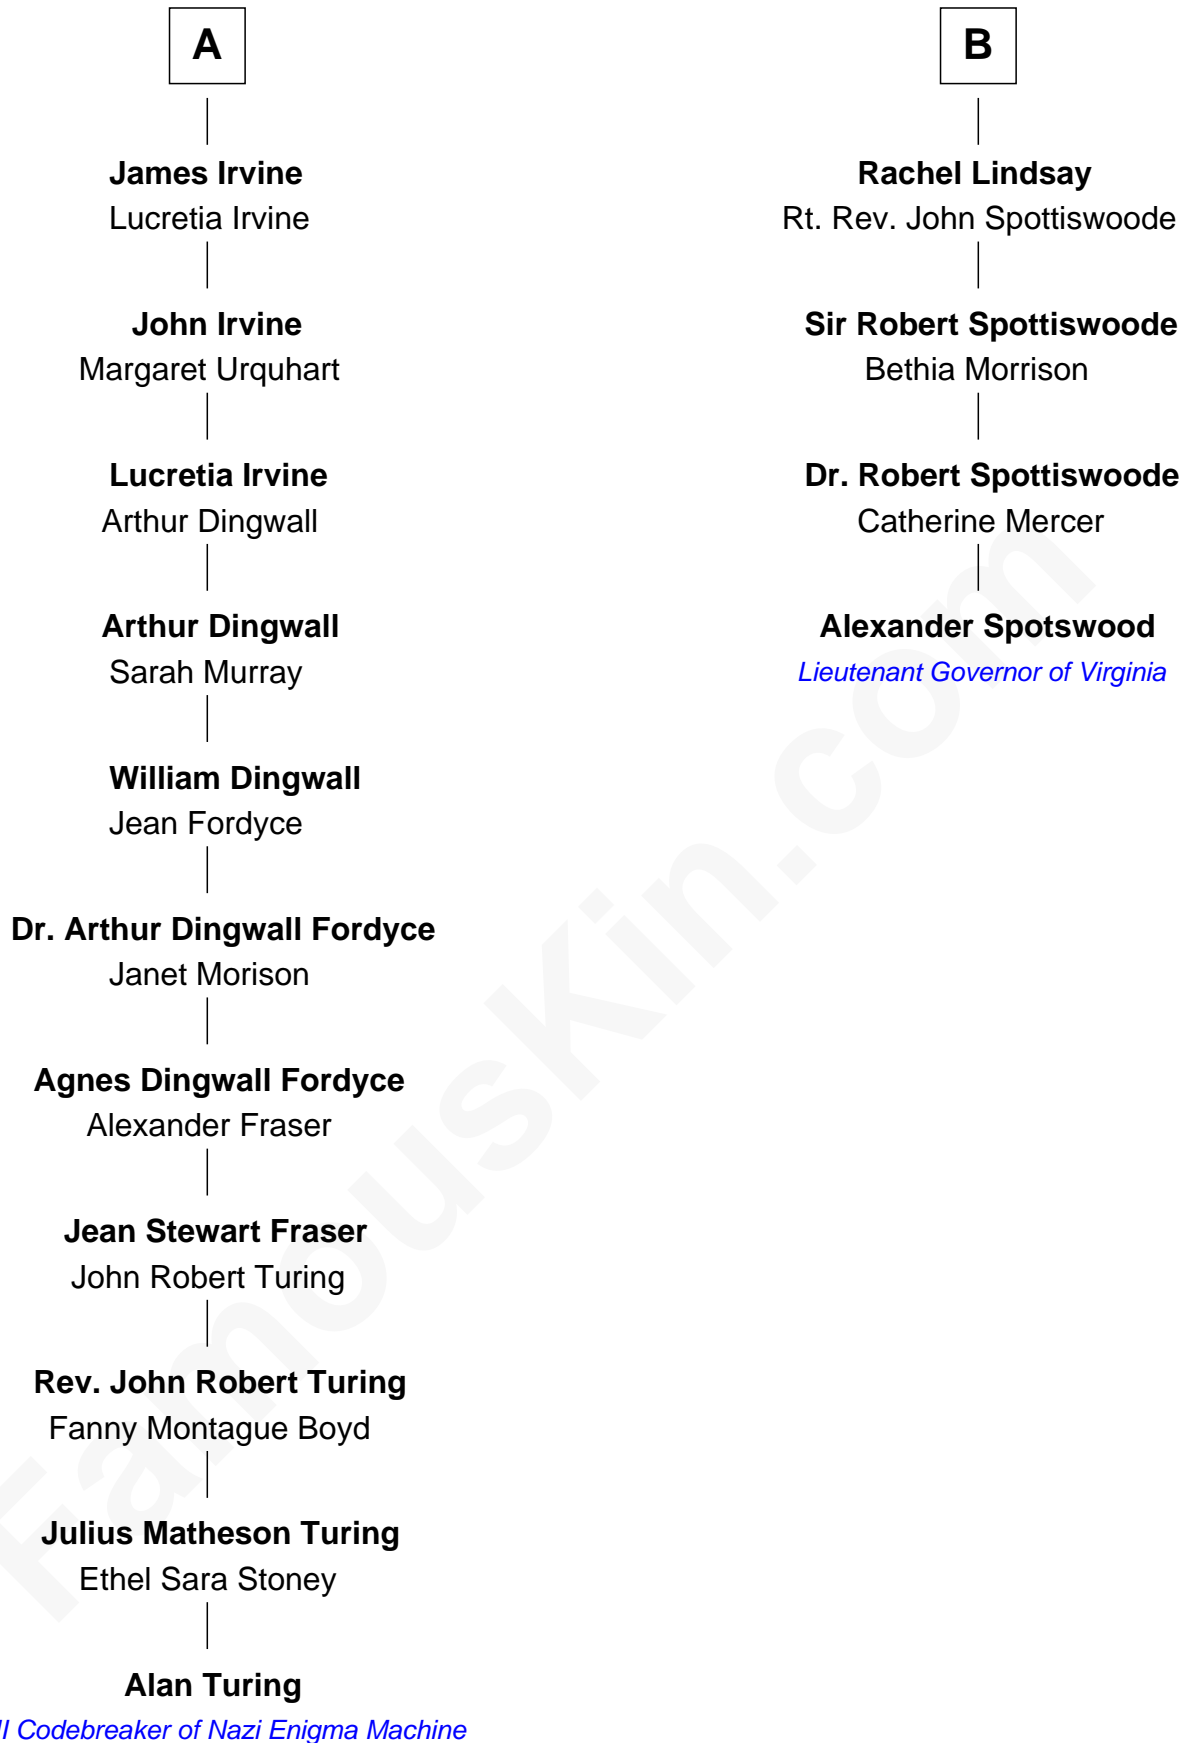 A
James Irvine
Lucretia Irvine
John Irvine
Margaret Urquhart
Lucretia Irvine
Arthur Dingwall
Arthur Dingwall
Sarah Murray
William Dingwall
Jean Fordyce
Dr. Arthur Dingwall Fordyce
Janet Morison
Agnes Dingwall Fordyce
Alexander Fraser
Jean Stewart Fraser
John Robert Turing
Rev. John Robert Turing
Fanny Montague Boyd
Julius Matheson Turing
Ethel Sara Stoney
Alan Turing
II Codebreaker of Nazi Enigma Machine
B
Rachel Lindsay
Rt. Rev. John Spottiswoode
Sir Robert Spottiswoode
Bethia Morrison
Dr. Robert Spottiswoode
Catherine Mercer
Alexander Spotswood
Lieutenant Governor of Virginia
FamousKin.com